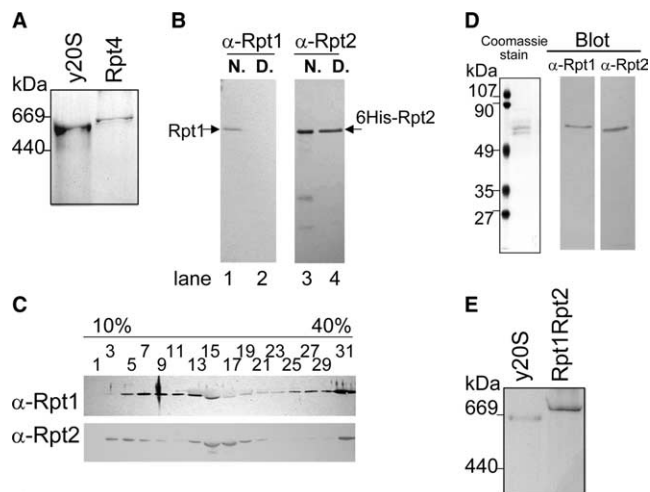 A
y20S
Rpt4
kDa
669
440
B
α-Rpt1 α-Rpt2
N. D. N. D.
Rpt1
6His-Rpt2
lane 1 2 3 4
C
10% 40%
3 7 11 15 19 23 27 31
1 5 9 13 17 21 25 29
α-Rpt1
α-Rpt2
D
Coomassie
stain
Blot
α-Rpt1 α-Rpt2
kDa
107
90
49
35
27
E
y20S
Rpt1Rpt2
kDa
669
440